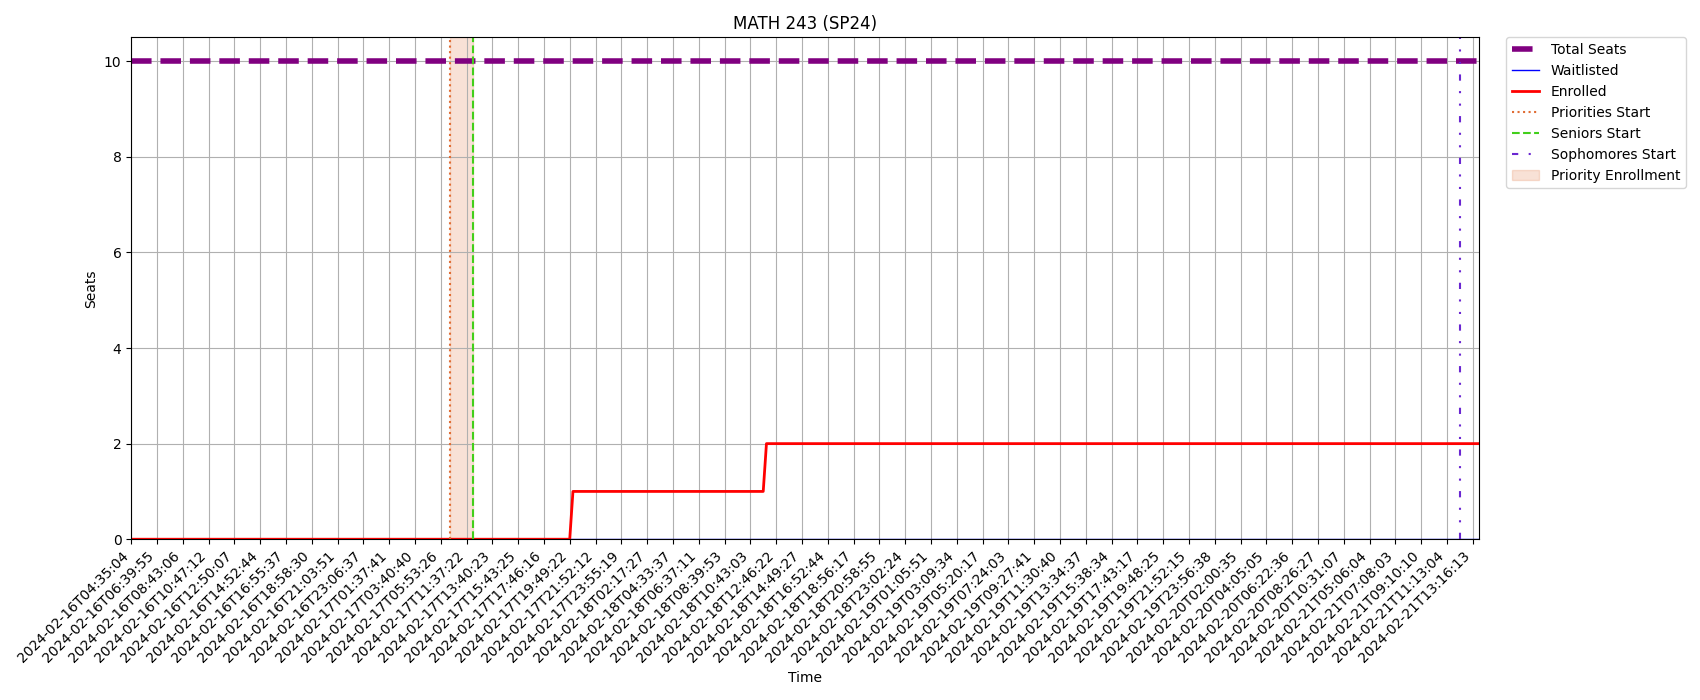 MATH 243 (SP24)
Total Seats
Waitlisted
Enrolled
Priorities Start
Seniors Start
Sophomores Start
Priority Enrollment
10
8
6
4
2
0
Seats
2024-02-16T04:35:04
2024-02-16T06:39:55
2024-02-16T08:43:06
2024-02-16T10:47:12
2024-02-16T12:50:07
2024-02-16T14:52:44
2024-02-16T16:55:37
2024-02-16T18:58:30
2024-02-16T21:03:51
2024-02-16T23:06:37
2024-02-17T01:37:41
2024-02-17T03:40:40
2024-02-17T05:53:26
2024-02-17T11:37:22
2024-02-17T13:40:23
2024-02-17T15:43:25
2024-02-17T17:46:16
2024-02-17T19:49:22
2024-02-17T21:52:12
2024-02-17T23:55:19
2024-02-18T02:17:27
2024-02-18T04:33:37
2024-02-18T06:37:11
2024-02-18T08:39:53
2024-02-18T10:43:03
2024-02-18T12:46:22
2024-02-18T14:49:27
2024-02-18T16:52:44
2024-02-18T18:56:17
2024-02-18T20:58:55
2024-02-18T23:02:24
2024-02-19T01:05:51
2024-02-19T03:09:34
2024-02-19T05:20:17
2024-02-19T07:24:03
2024-02-19T09:27:41
2024-02-19T11:30:40
2024-02-19T13:34:37
2024-02-19T15:38:34
2024-02-19T17:43:17
2024-02-19T19:48:25
2024-02-19T21:52:15
2024-02-19T23:56:38
2024-02-20T02:00:35
2024-02-20T04:05:05
2024-02-20T06:22:36
2024-02-20T08:26:27
2024-02-20T10:31:07
2024-02-21T05:06:04
2024-02-21T07:08:03
2024-02-21T09:10:10
2024-02-21T11:13:04
2024-02-21T13:16:13
Time